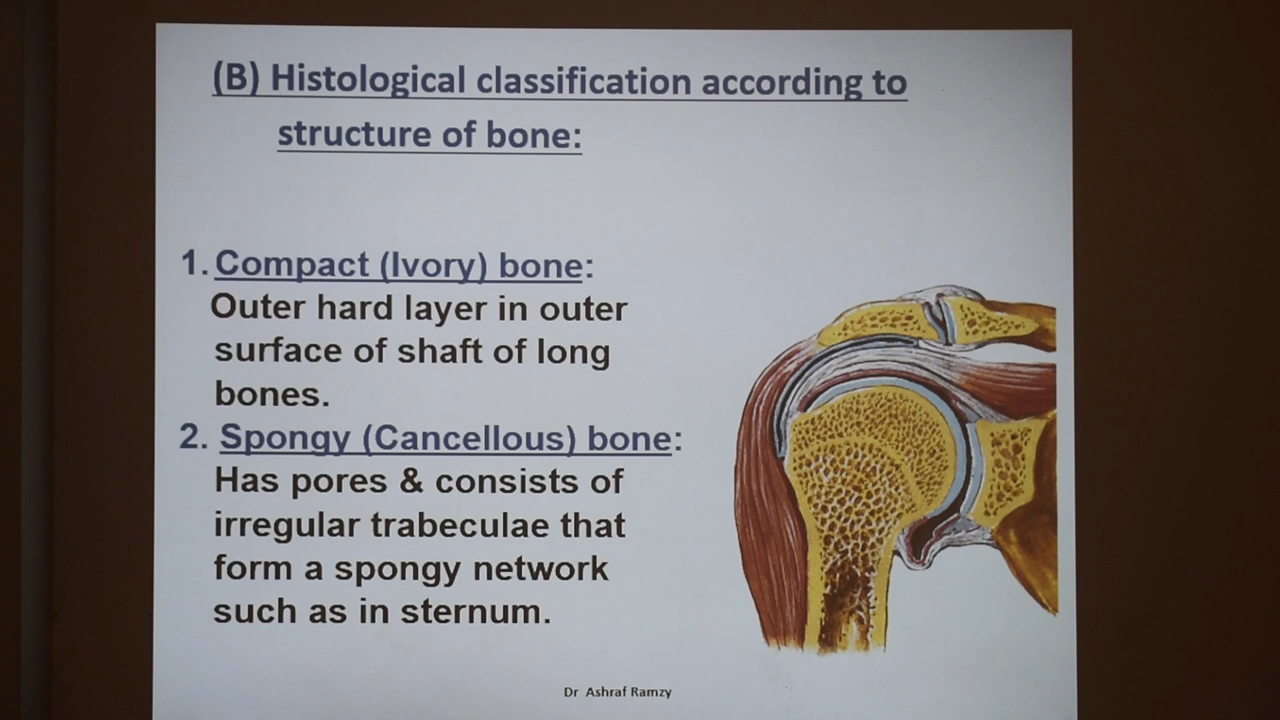 (B) Histological classification according to
structure of bone:
1. Compact (Ivory) bone:
Outer hard layer in outer
surface of shaft of long
bones.
2. Spongy (Cancellous) bone:
Has pores & consists of
irregular trabeculae that
form a spongy network
such as in sternum.
Dr Ashraf Ramzy